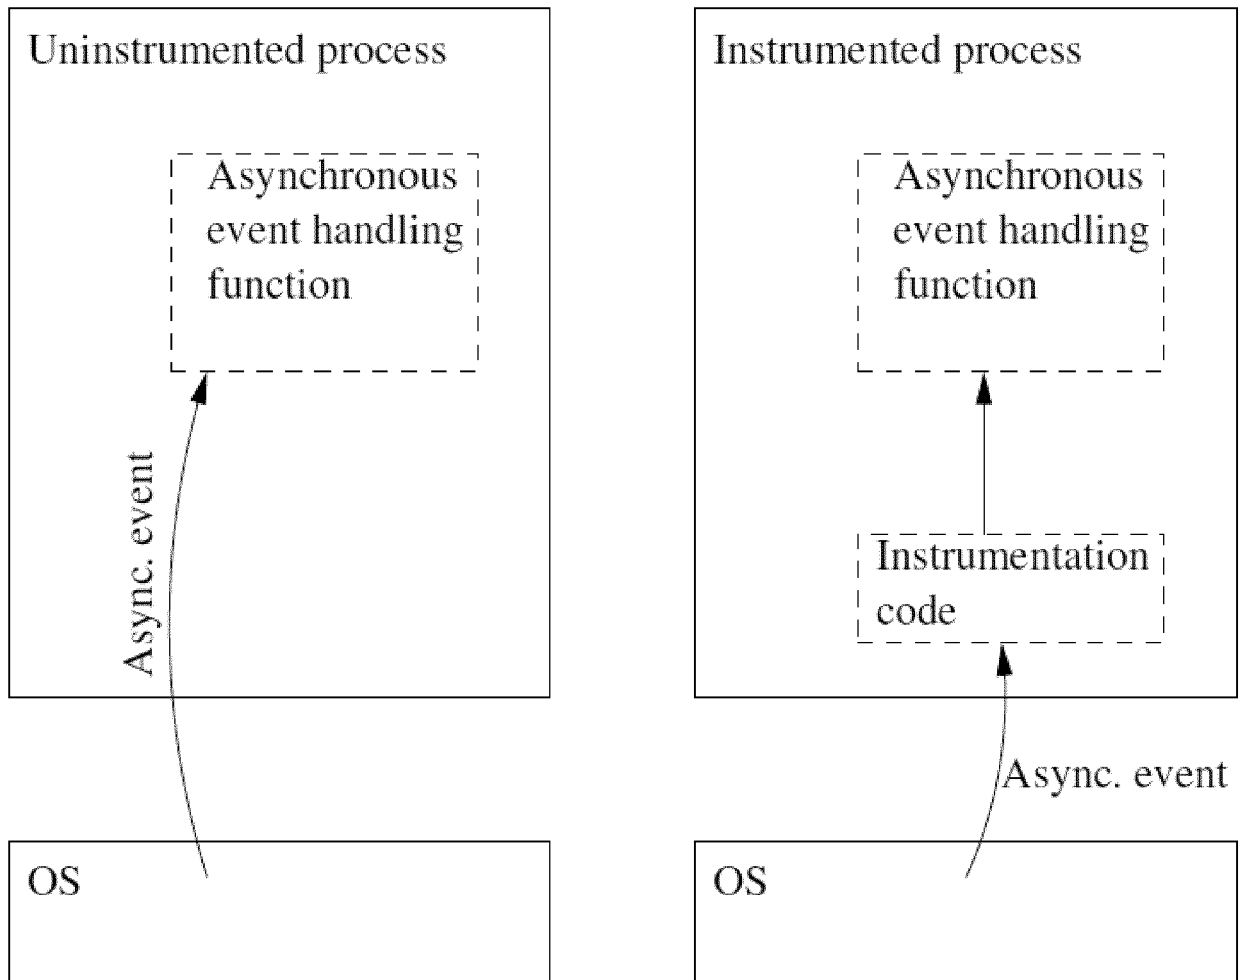 Uninstrumented process
Asynchronous
event handling
function
Async. event
OS
Instrumented process
Asynchronous
event handling
function
Instrumentation
code
Async. event
OS